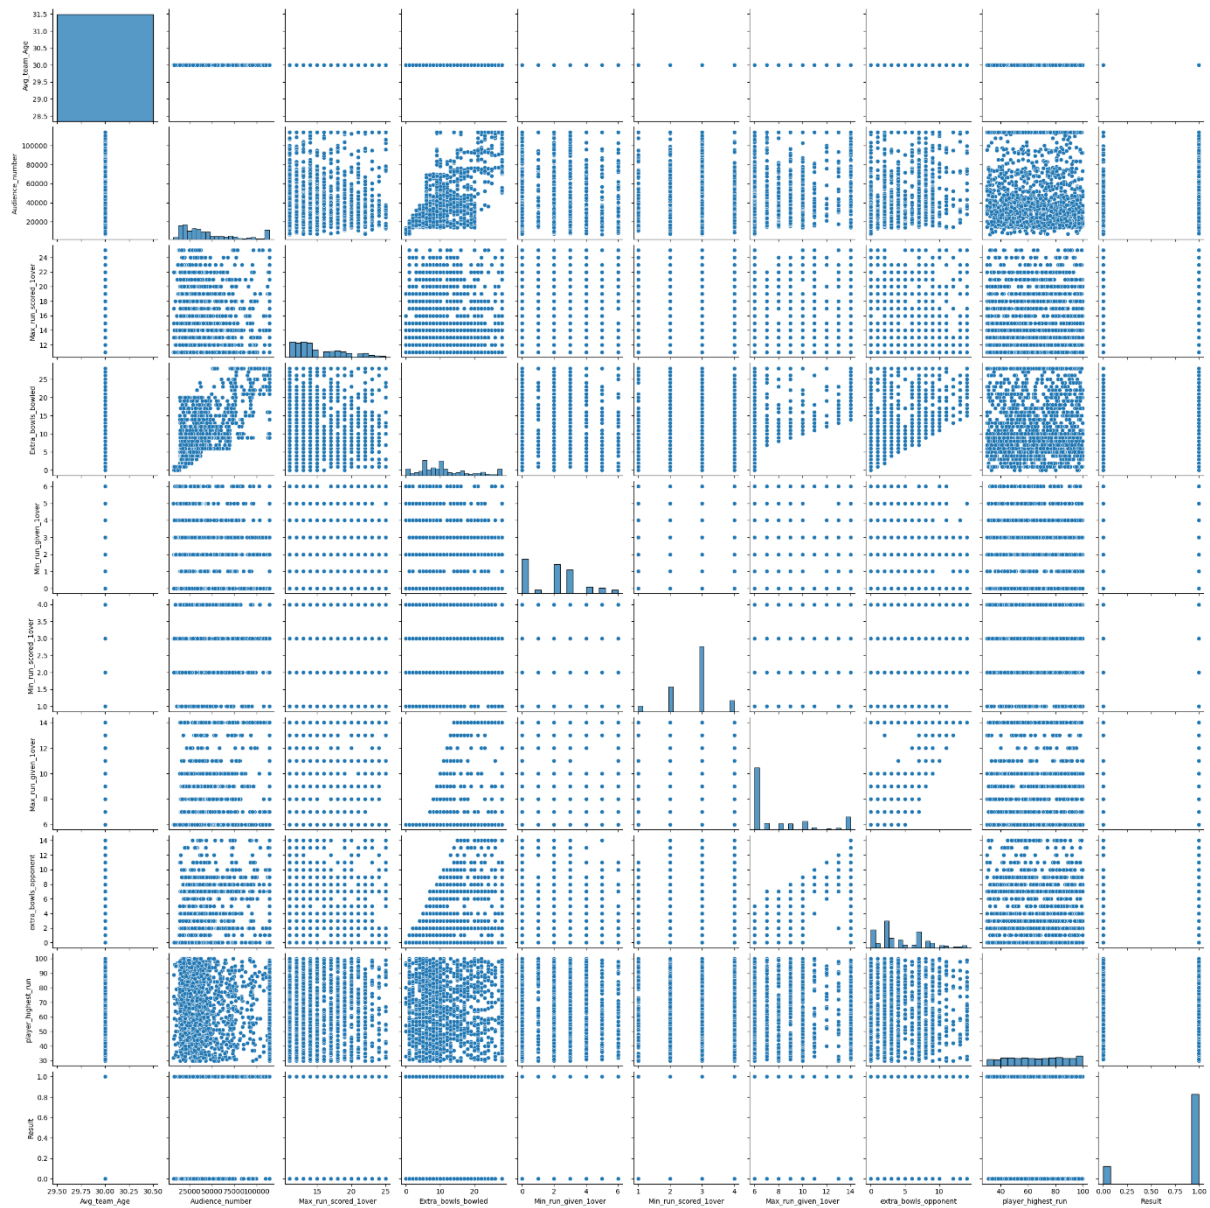 31.5
31.0
30.5
30.0
29.5
29.0
28.5
Avg_team_Age
100000
80000
60000
40000
20000
Audience_number
24
22
20
18
16
14
12
Max_run_scored_1over
25
20
15
10
5
0
Extra_bowls_bowled
6
5
4
3
2
1
0
Min_run_given_1over
4.0
3.5
3.0
2.5
2.0
1.5
1.0
Min_run_scored_1over
14
12
10
8
6
Max_run_given_1over
14
12
10
8
6
4
2
0
extra_bowls_opponent
100
90
80
70
60
50
40
30
player_highest_run
1.0
0.8
0.6
0.4
0.2
0.0
Result
29.50 29.75 30.00 30.25 30.50
Avg_team_Age
25000 50000 75000 100000
Audience_number
15 20 25
Max_run_scored_1over
0 10 20
Extra_bowls_bowled
0 2 4 6
Min_run_given_1over
1 2 3 4
Min_run_scored_1over
6 8 10 12 14
Max_run_given_1over
0 5 10
extra_bowls_opponent
40 60 80 100
player_highest_run
0.00 0.25 0.50 0.75 1.00
Result